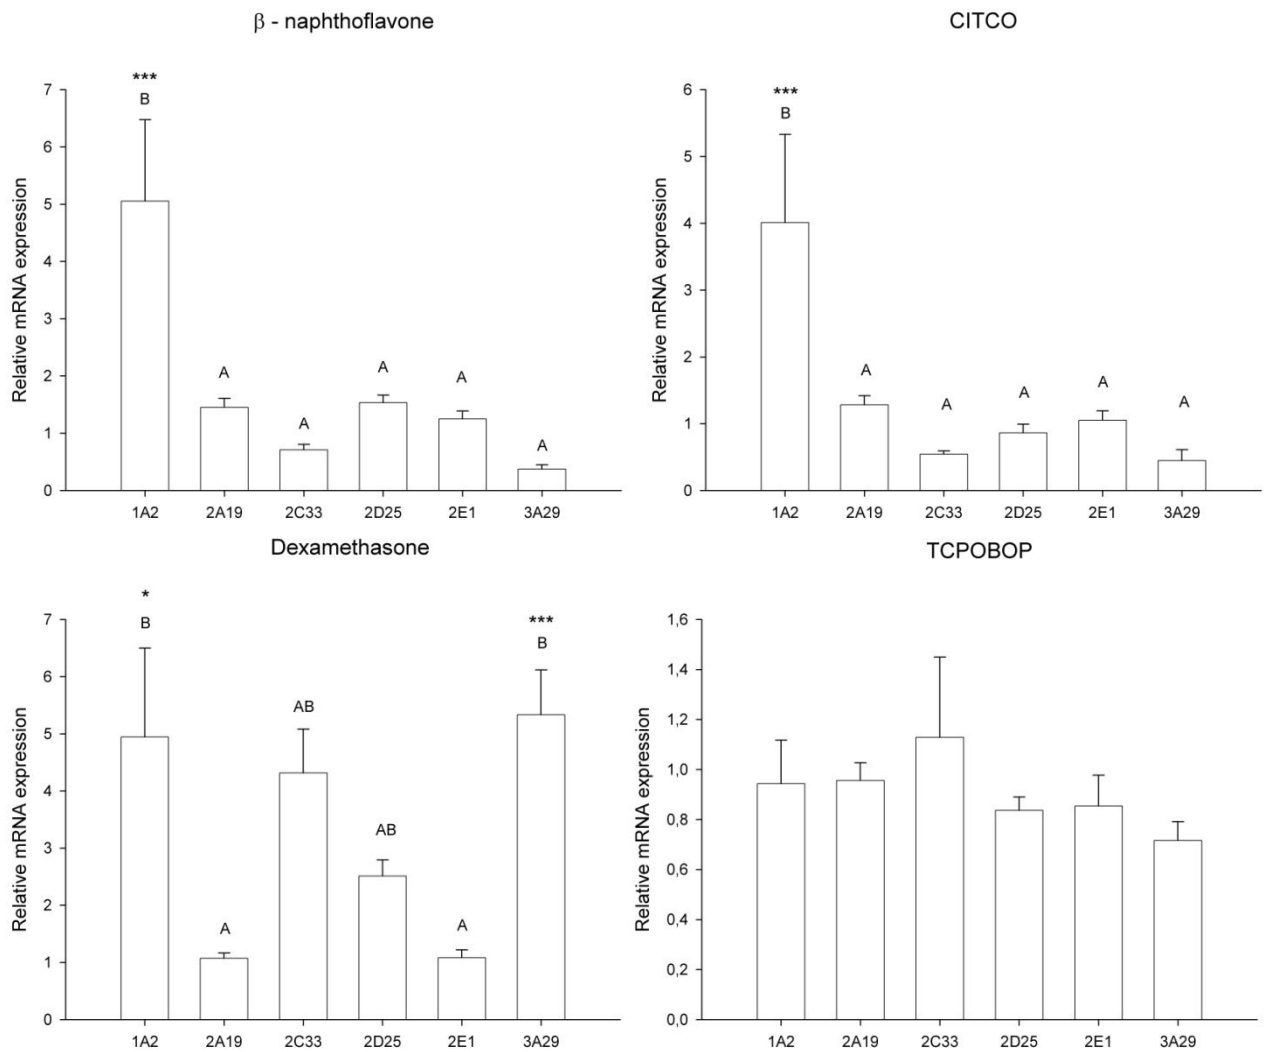 β - naphthoflavone
CITCO
Relative mRNA expression
7
6
5
4
3
2
1
0
***
B
A
A
A
A
A
1A2
2A19
2C33
2D25
2E1
3A29
Relative mRNA expression
6
5
4
3
2
1
0
***
B
A
A
A
A
A
1A2
2A19
2C33
2D25
2E1
3A29
Dexamethasone
TCPOBOP
Relative mRNA expression
7
6
5
4
3
2
1
0
*
B
A
AB
AB
A
***
B
1A2
2A19
2C33
2D25
2E1
3A29
Relative mRNA expression
1,6
1,4
1,2
1,0
0,8
0,6
0,4
0,2
0,0
1A2
2A19
2C33
2D25
2E1
3A29